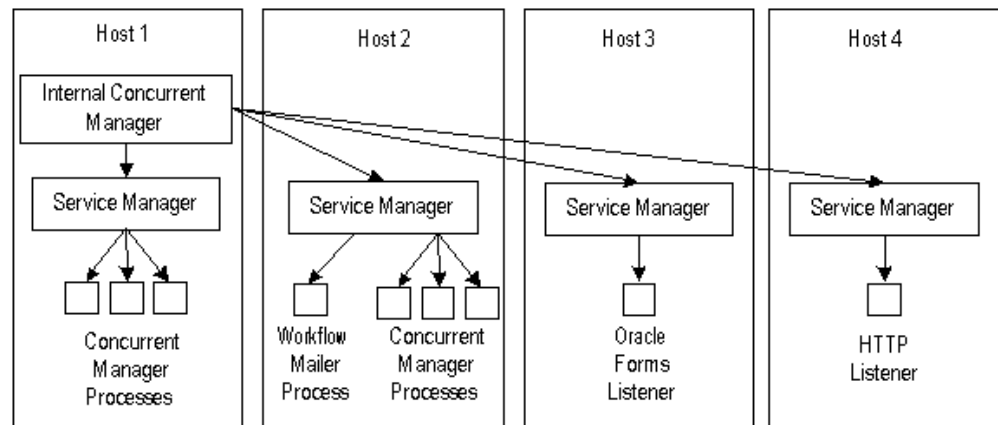 Host 1
Internal Concurrent
Manager
Service Manager
Concurrent
Manager
Processes
Host 2
Service Manager
Workflow
Mailer
Process
Concurrent
Manager
Processes
Host 3
Service Manager
Oracle
Forms
Listener
Host 4
Service Manager
HTTP
Listener